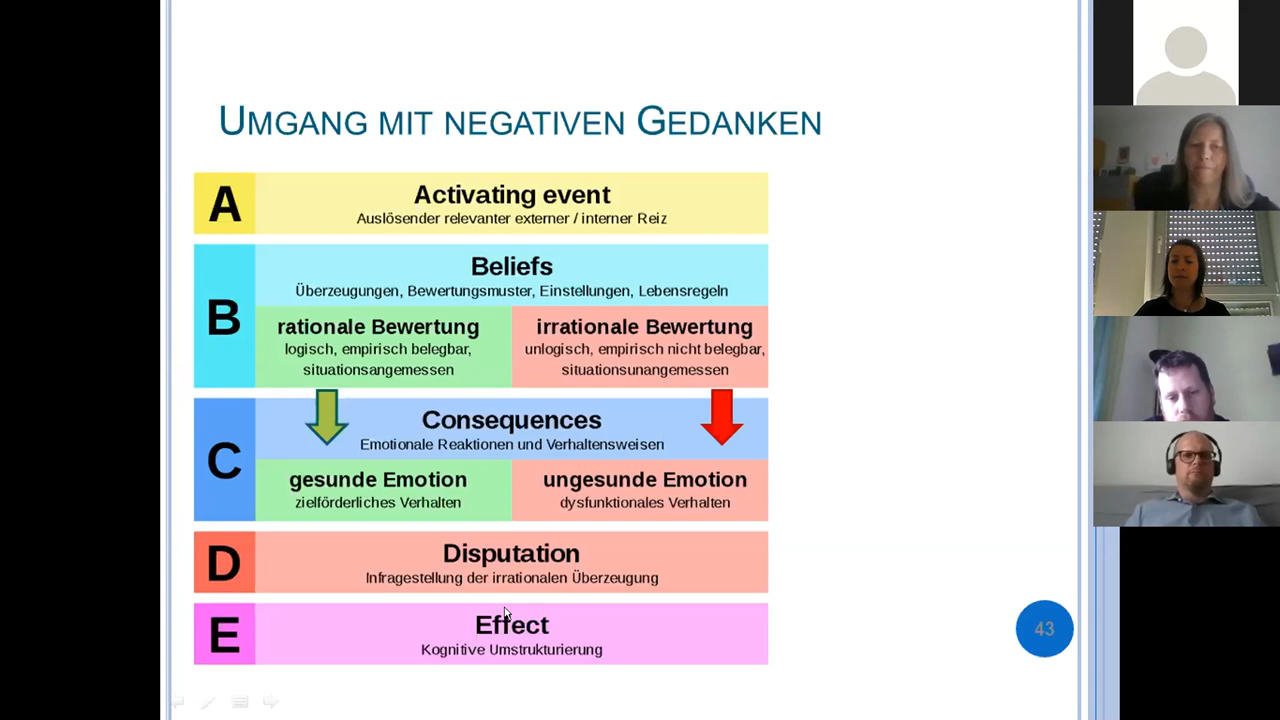 UMGANG MIT NEGATIVEN GEDANKEN
A
Activating event
Auslösender relevanter externer / interner Reiz
B
Beliefs
Überzeugungen, Bewertungsmuster, Einstellungen, Lebensregeln
rationale Bewertung
logisch, empirisch belegbar,
situationsangemessen
irrationale Bewertung
unlogisch, empirisch nicht belegbar,
situationsunangemessen
C
Consequences
Emotionale Reaktionen und Verhaltensweisen
gesunde Emotion
zielförderliches Verhalten
ungesunde Emotion
dysfunktionales Verhalten
D
Disputation
Infragestellung der irrationalen Überzeugung
E
Effect
Kognitive Umstrukturierung
43